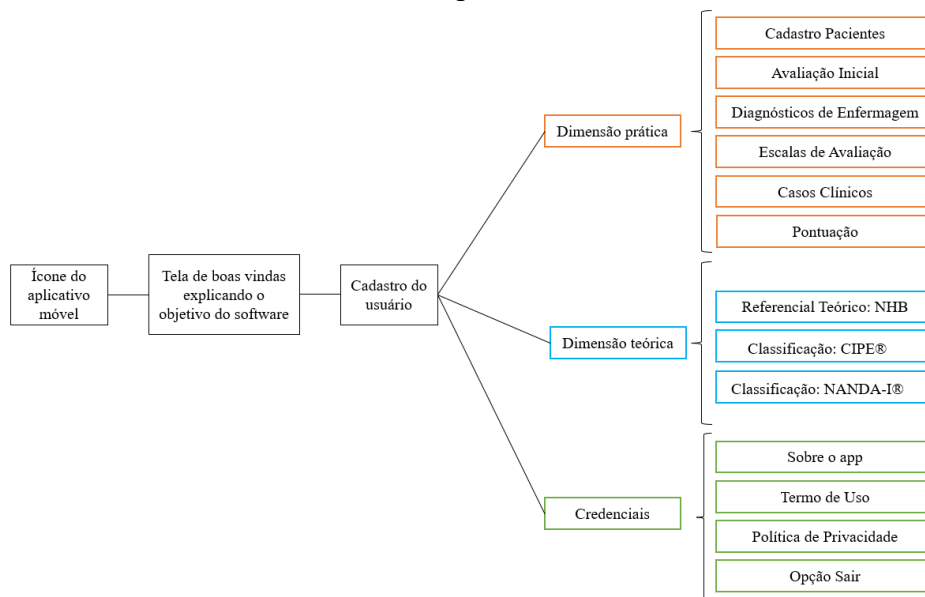 Ícone do
aplicativo
móvel
Tela de boas vindas
explicando o
objetivo do software
Cadastro do
usuário
Dimensão prática
Cadastro Pacientes
Avaliação Inicial
Diagnósticos de Enfermagem
Escalas de Avaliação
Casos Clínicos
Pontuação
Dimensão teórica
Referencial Teórico: NHB
Classificação: CIPE®
Classificação: NANDA-I®
Credenciais
Sobre o app
Termo de Uso
Política de Privacidade
Opção Sair